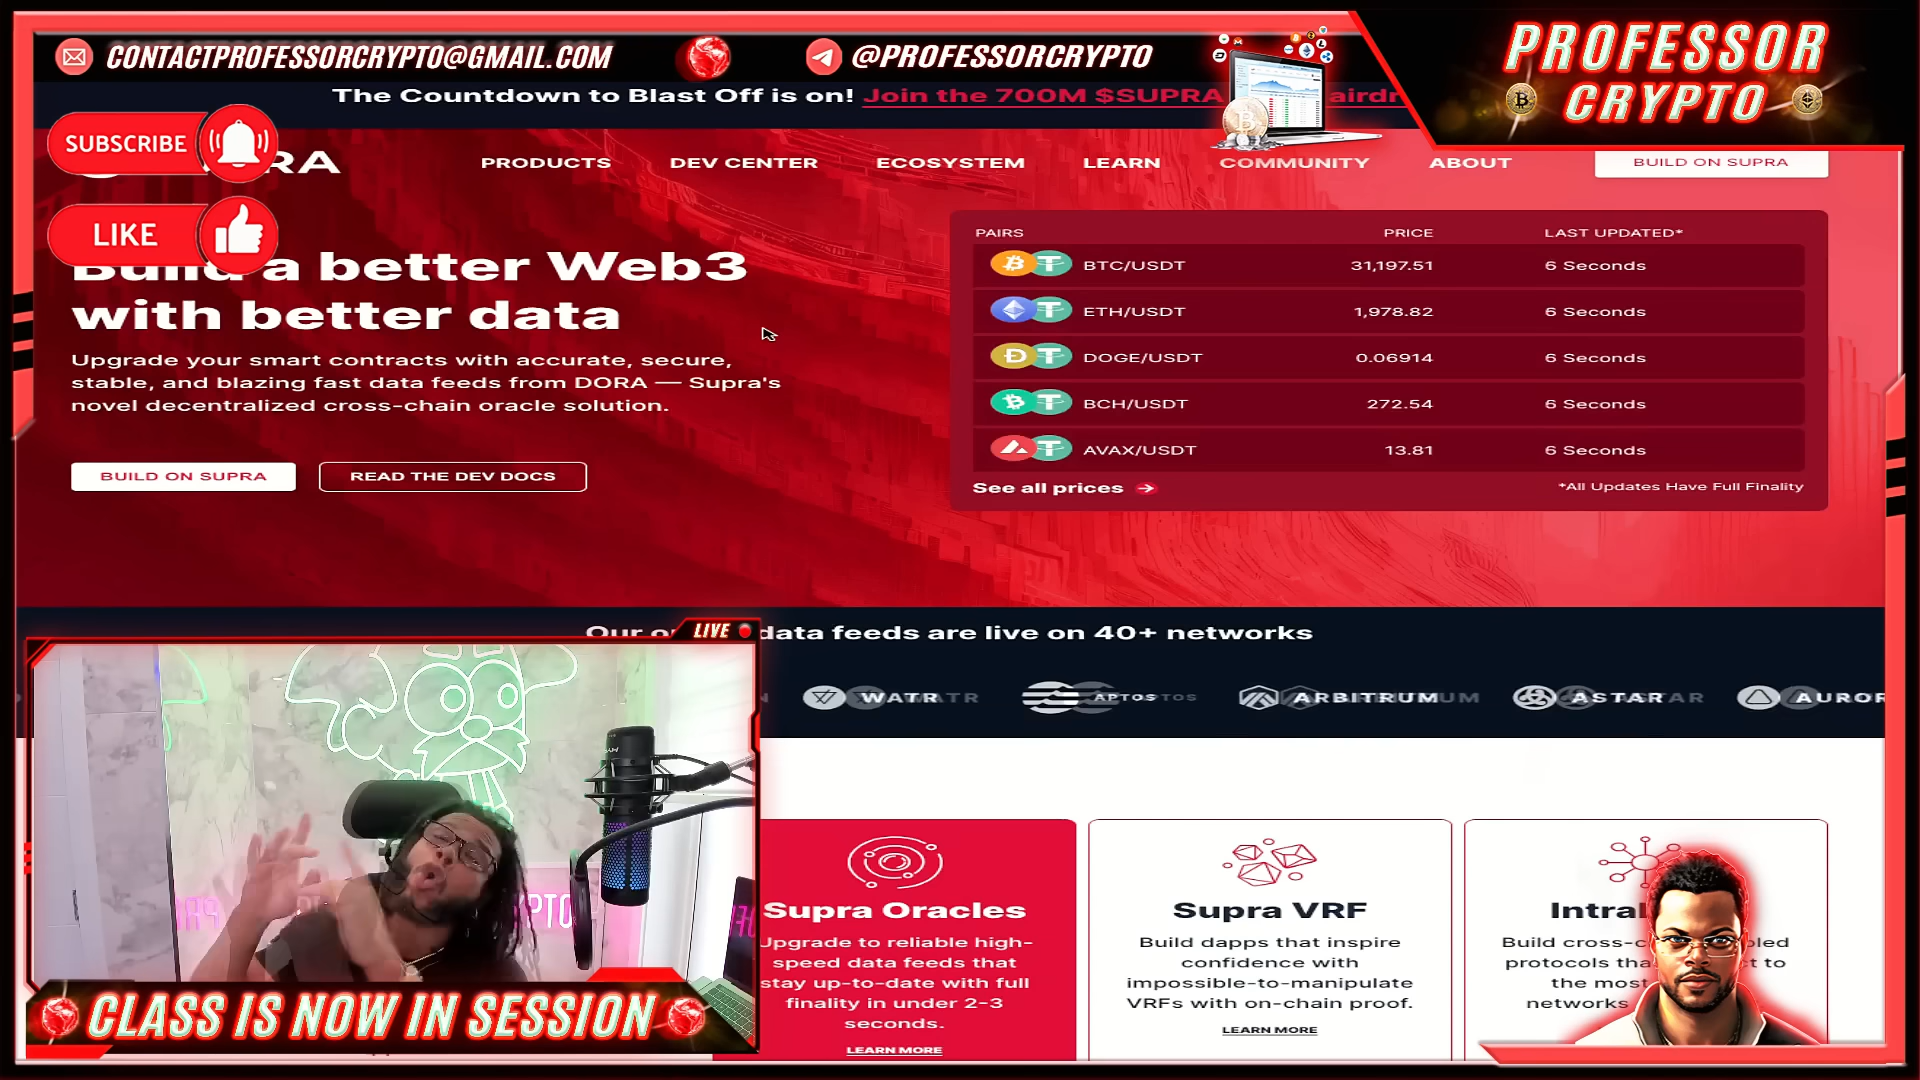 CONTACTPROFESSORCRYPTO@GMAIL.COM
@PROFESSORCRYPTO
PROFESSOR
CRYPTO
The Countdown to Blast Off is on! Join the 700M $SUPRA
SUBSCRIBE
PRODUCTS
DEV CENTER
ECOSYSTEM
LEARN
COMMUNITY
ABOUT
BUILD ON SUPRA
LIKE
Build a better Web3
with better data
Upgrade your smart contracts with accurate, secure,
stable, and blazing fast data feeds from DORA — Supra's
novel decentralized cross-chain oracle solution.
BUILD ON SUPRA
READ THE DEV DOCS
PAIRS PRICE LAST UPDATED*
BTC/USDT 31,197.51 6 Seconds
ETH/USDT 1,978.82 6 Seconds
DOGE/USDT 0.06914 6 Seconds
BCH/USDT 272.54 6 Seconds
AVAX/USDT 13.81 6 Seconds
See all prices
*All Updates Have Full Finality
Our data feeds are live on 40+ networks
LIVE
WATR
APTOS
ARBITRUM
ASTAR
Supra Oracles
Upgrade to reliable high-
speed data feeds that
stay up-to-date with full
finality in under 2-3
seconds.
LEARN MORE
Supra VRF
Build dapps that inspire
confidence with
impossible-to-manipulate
VRFs with on-chain proof.
LEARN MORE
Build
protocols
to
the most
networks
CLASS IS NOW IN SESSION